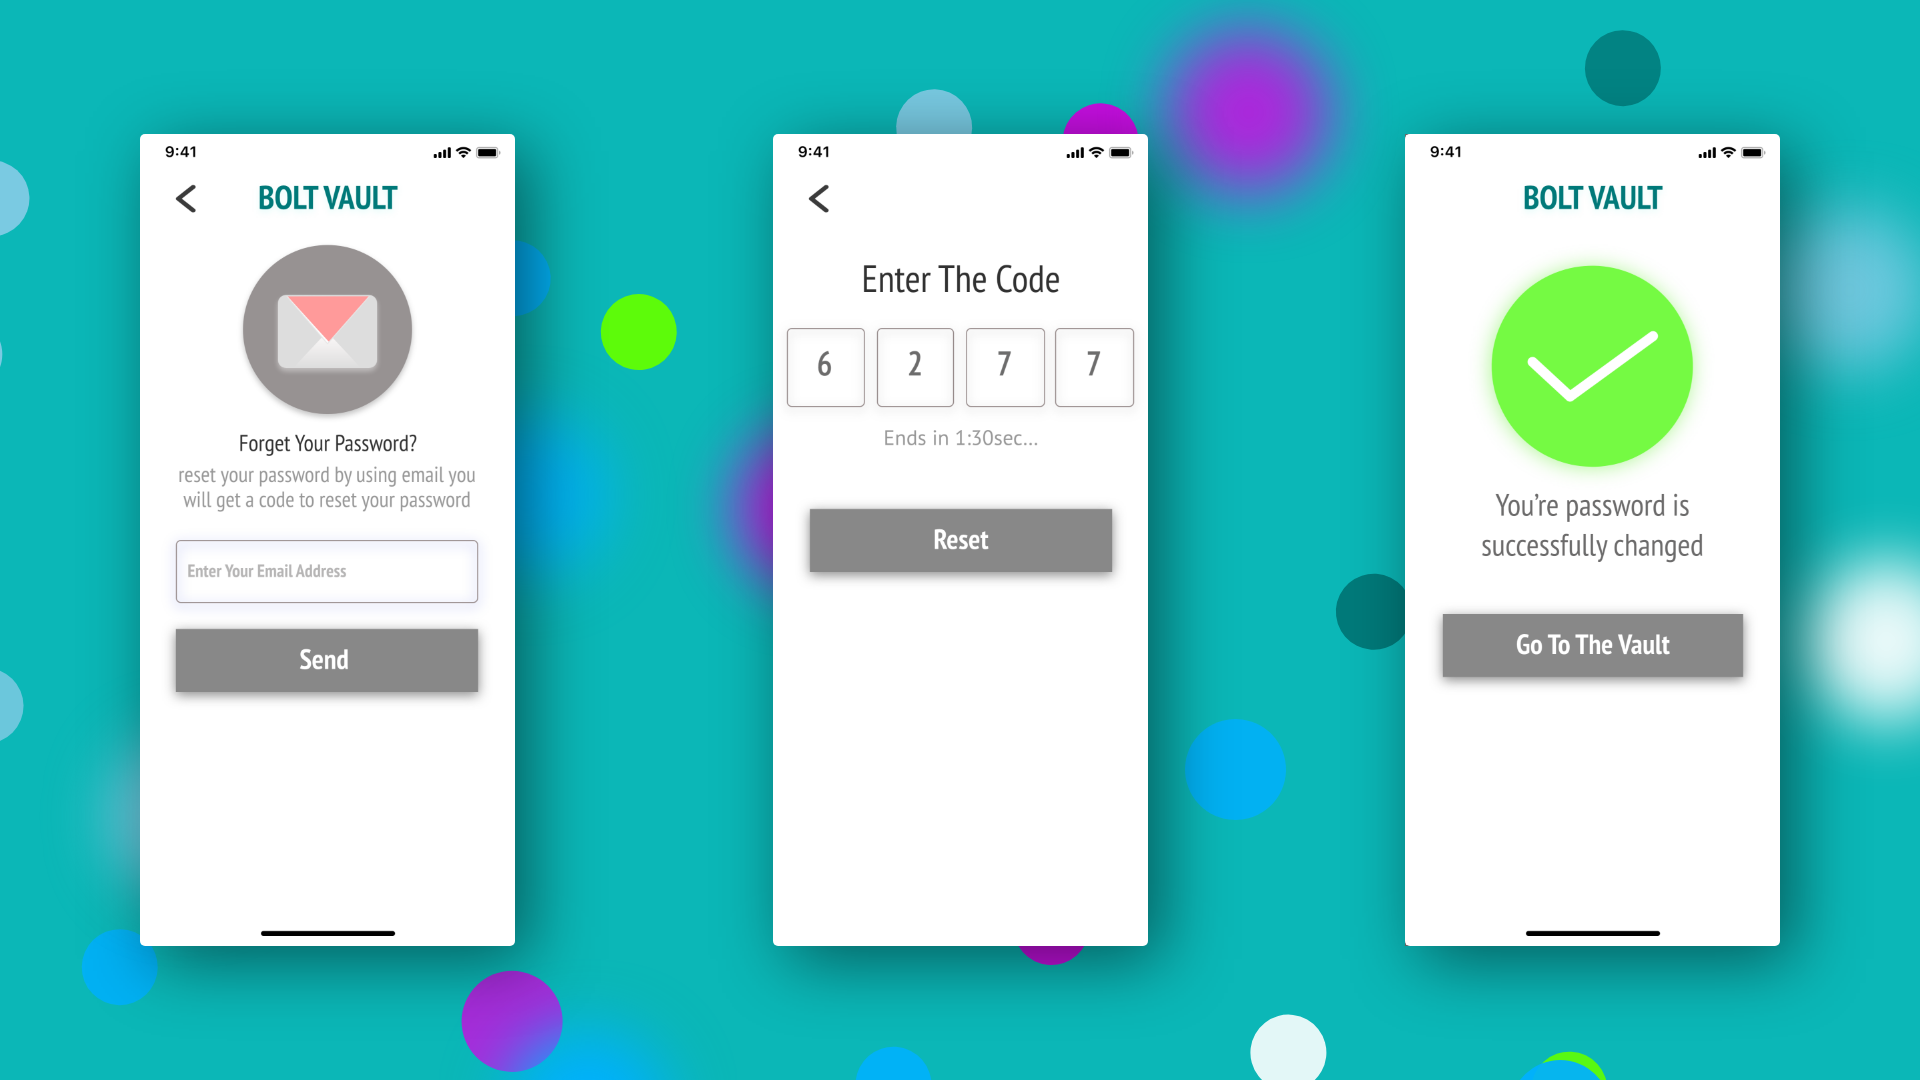 9:41
BOLT VAULT
Forget Your Password?
reset your password by using email you
will get a code to reset your password
Enter Your Email Address
Send
9:41
Enter The Code
6 2 7 7
Ends in 1:30sec...
Reset
9:41
BOLT VAULT
You're password is
successfully changed
Go To The Vault